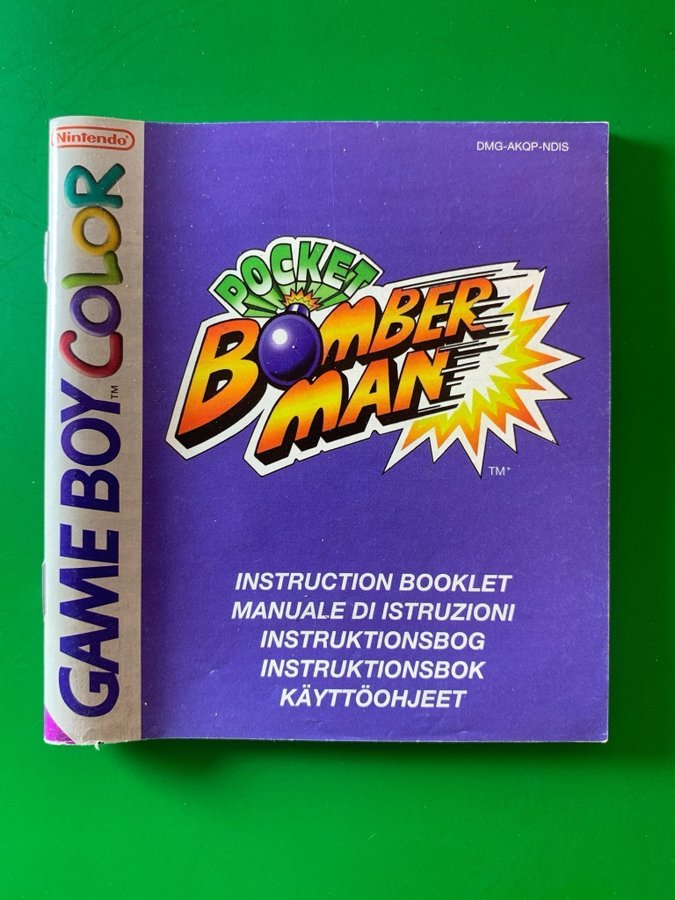 Nintendo®
GAME BOY COLOR
TM
DMG-AKQP-NDIS
POCKET
BOMBER
MAN
TM*
INSTRUCTION BOOKLET
MANUALE DI ISTRUZIONI
INSTRUKTIONSBOG
INSTRUKTIONSBOK
KÄYTTÖOHJEET